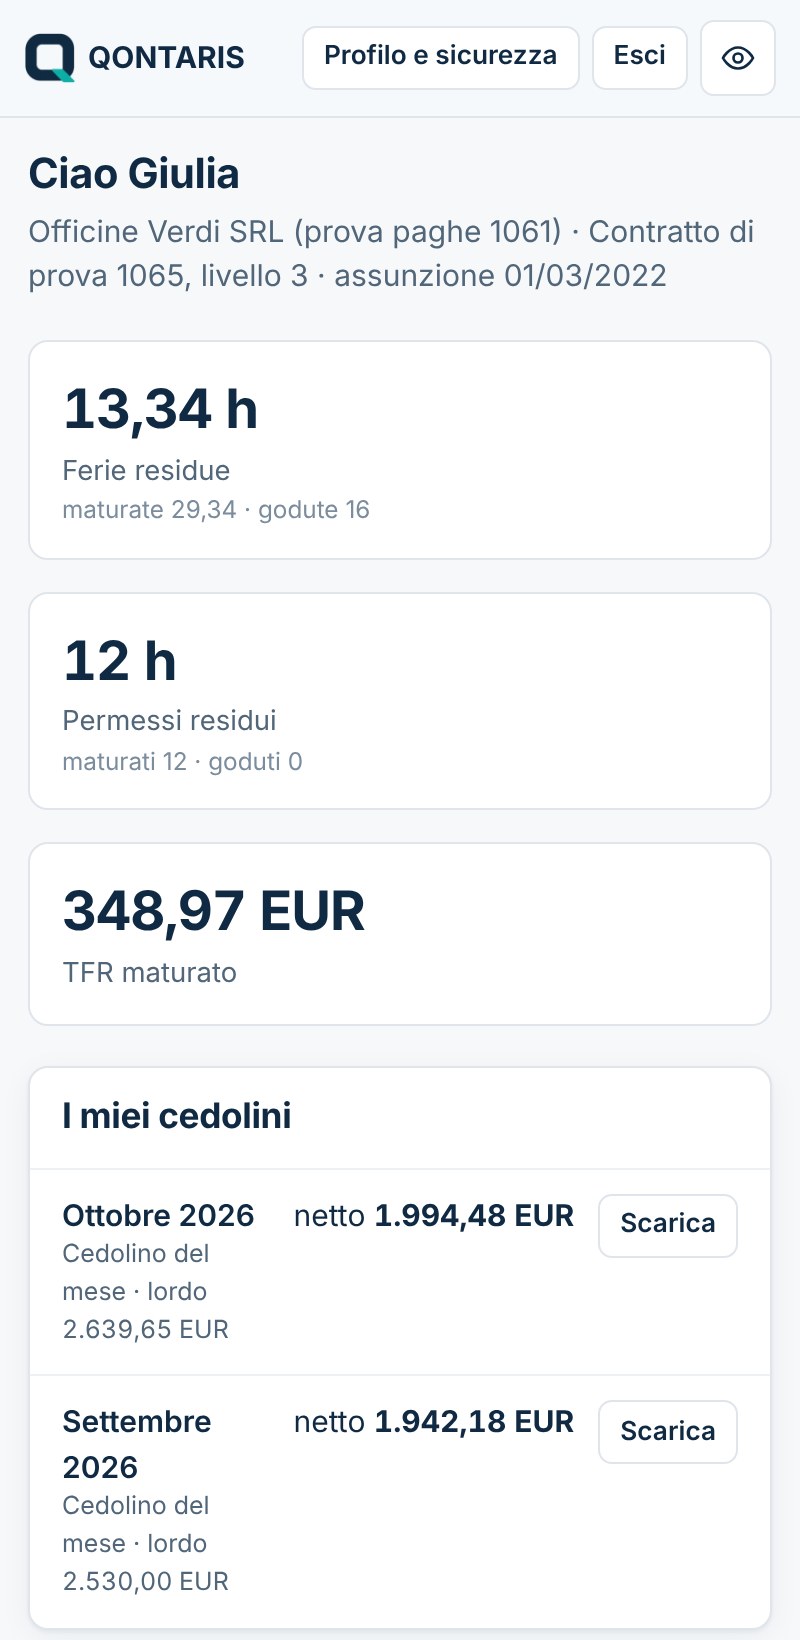 QONTARIS
Profilo e sicurezza
Esci
Ciao Giulia
Officine Verdi SRL (prova paghe 1061) · Contratto di
prova 1065, livello 3 · assunzione 01/03/2022
13,34 h
Ferie residue
maturate 29,34 · godute 16
12 h
Permessi residui
maturati 12 · goduti 0
348,97 EUR
TFR maturato
I miei cedolini
Ottobre 2026
Cedolino del
mese · lordo
2.639,65 EUR
netto 1.994,48 EUR
Scarica
Settembre
2026
Cedolino del
mese · lordo
2.530,00 EUR
netto 1.942,18 EUR
Scarica